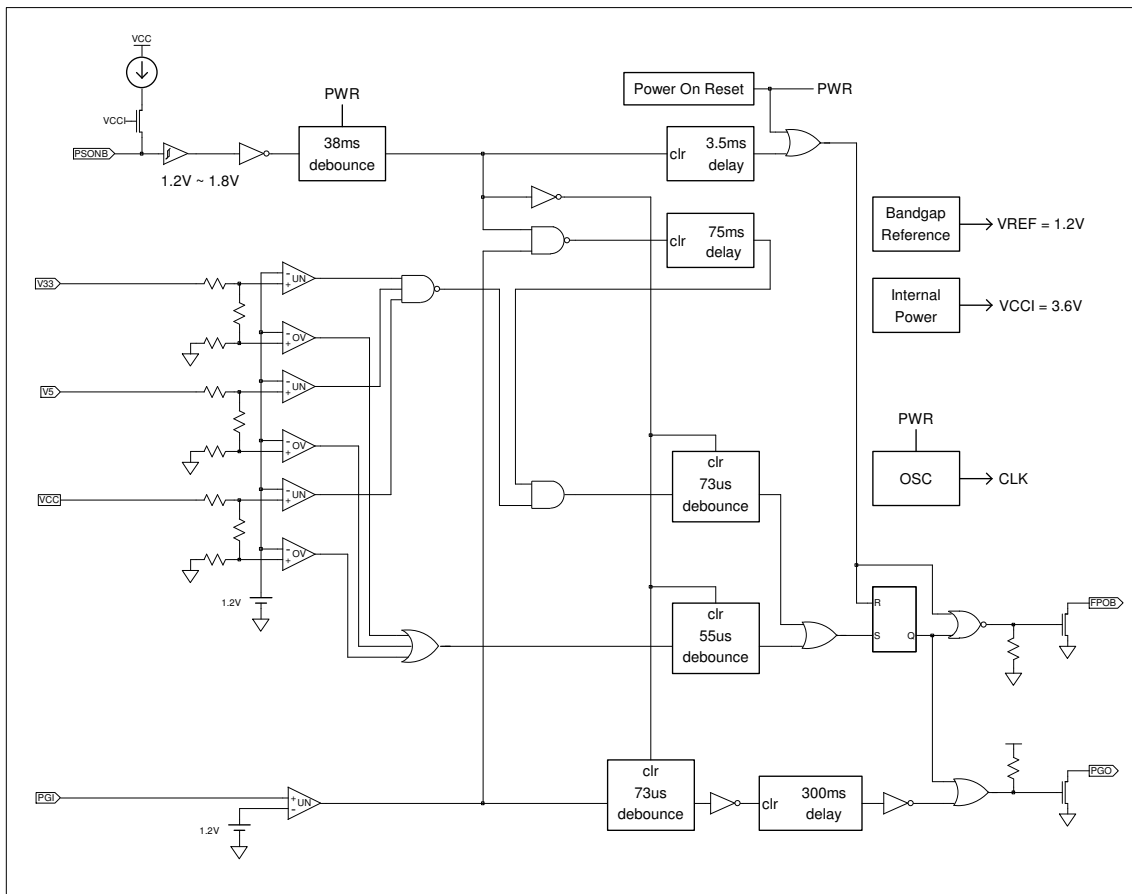 VCC
VCCI
PSONB
1.2V ~ 1.8V
PWR
38ms
debounce
Power On Reset
PWR
clr
3.5ms
delay
clr
75ms
delay
Bandgap
Reference
VREF = 1.2V
Internal
Power
VCCI = 3.6V
V33
- UN
+
- OV
+
V5
- UN
+
- OV
+
VCC
- UN
+
- OV
+
1.2V
PWR
OSC
CLK
clr
73us
debounce
clr
55us
debounce
R
S
Q
FPOB
PGI
+ UN
-
1.2V
clr
73us
debounce
clr
300ms
delay
PGO